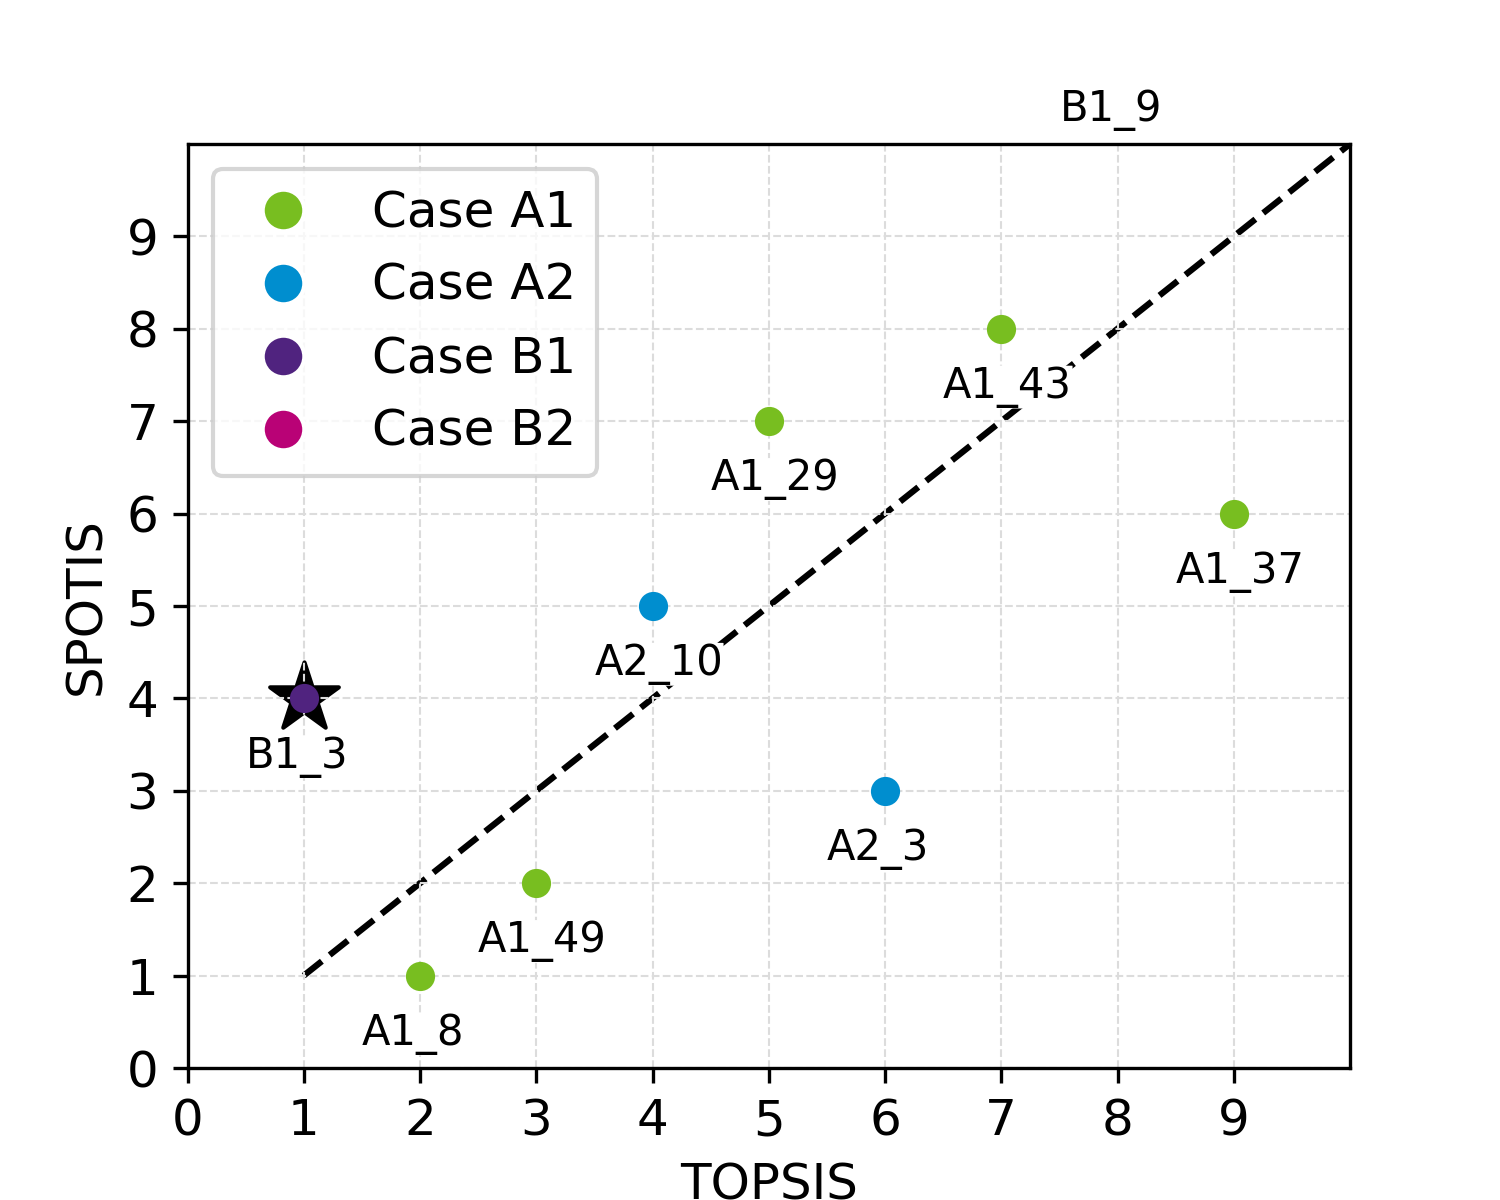 B1_9
Case A1
Case A2
Case B1
Case B2
9
8
7
6
5
4
3
2
1
0
SPOTIS
A1_43
A1_29
A1_37
A2_10
B1_3
A2_3
A1_49
A1_8
0 1 2 3 4 5 6 7 8 9
TOPSIS